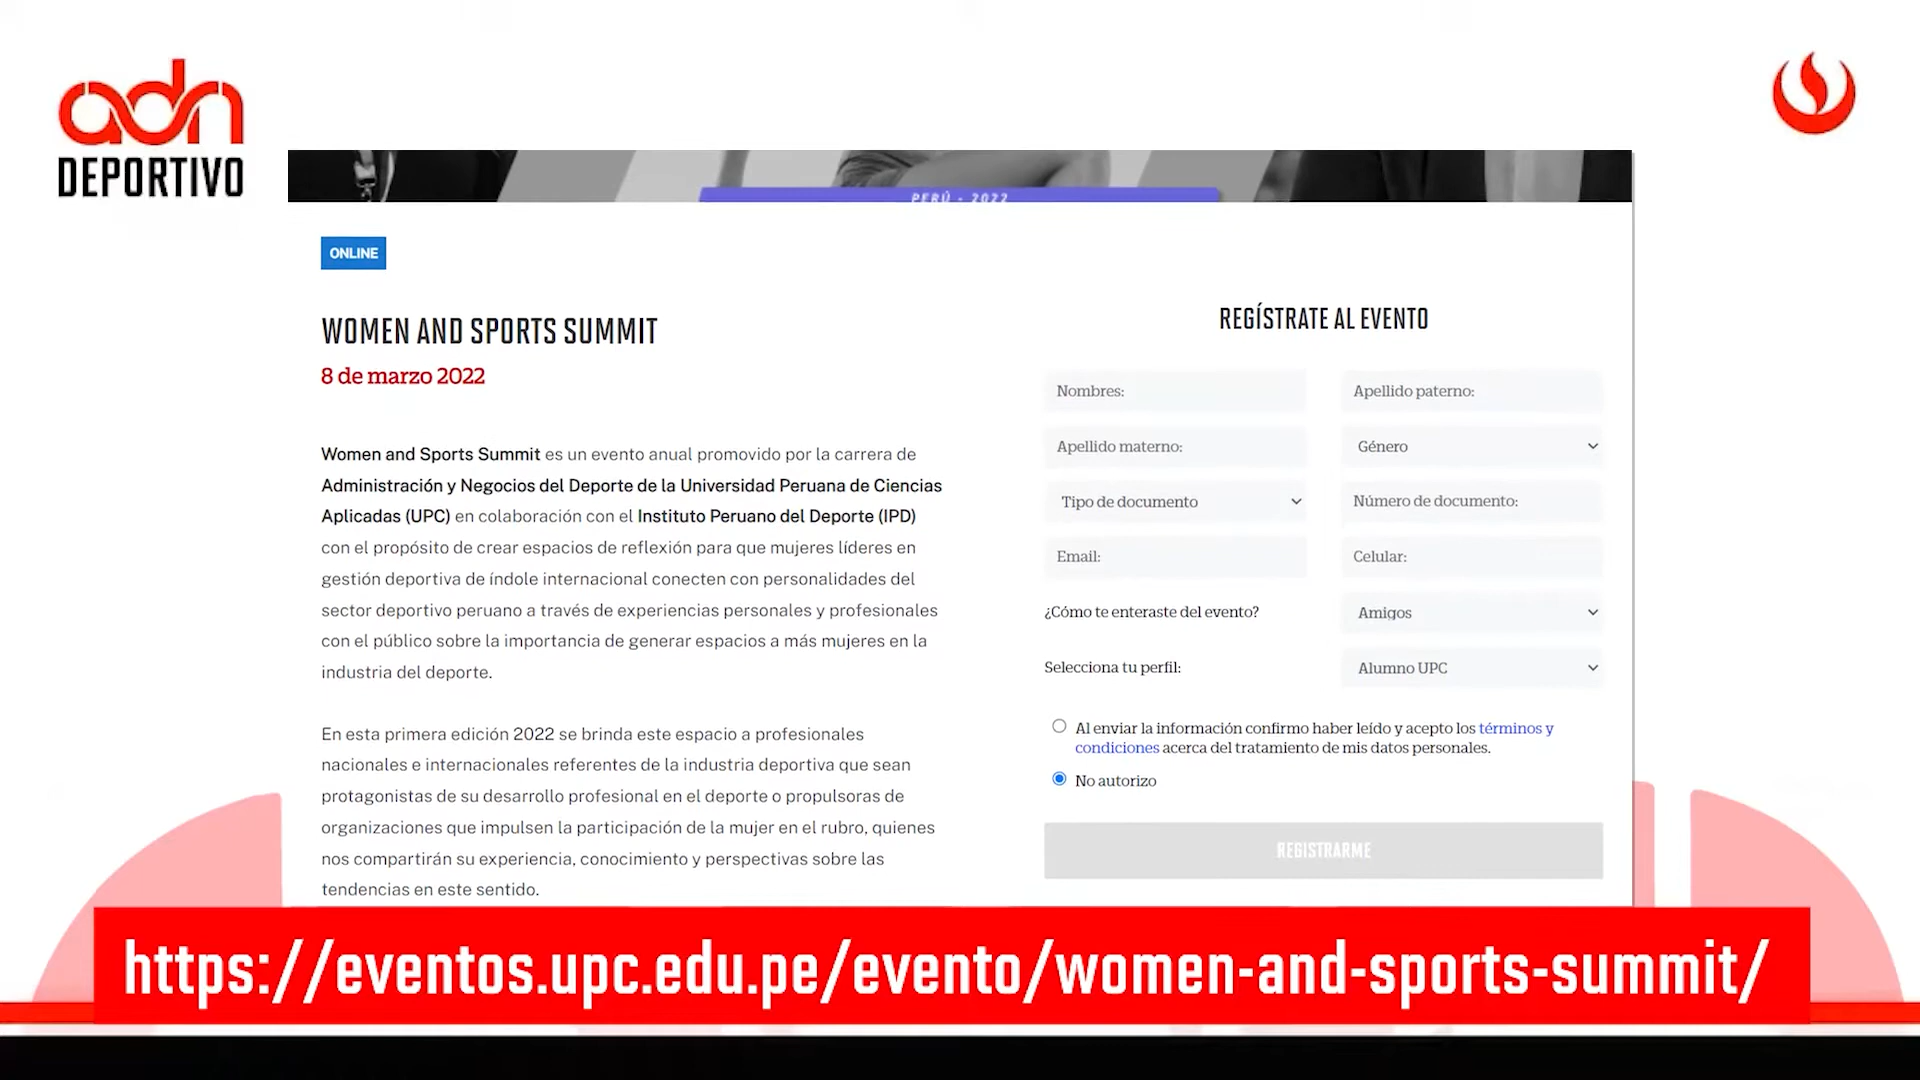 adn
DEPORTIVO
PERÚ - 2022
ONLINE
WOMEN AND SPORTS SUMMIT
8 de marzo 2022
Women and Sports Summit es un evento anual promovido por la carrera de
Administración y Negocios del Deporte de la Universidad Peruana de Ciencias
Aplicadas (UPC) en colaboración con el Instituto Peruano del Deporte (IPD)
con el propósito de crear espacios de reflexión para que mujeres líderes en
gestión deportiva de índole internacional conecten con personalidades del
sector deportivo peruano a través de experiencias personales y profesionales
con el público sobre la importancia de generar espacios a más mujeres en la
industria del deporte.
En esta primera edición 2022 se brinda este espacio a profesionales
nacionales e internacionales referentes de la industria deportiva que sean
protagonistas de su desarrollo profesional en el deporte o propulsoras de
organizaciones que impulsen la participación de la mujer en el rubro, quienes
nos compartirán su experiencia, conocimiento y perspectivas sobre las
tendencias en este sentido.
REGÍSTRATE AL EVENTO
Nombres:
Apellido paterno:
Apellido materno:
Género
Tipo de documento
Número de documento:
Email:
Celular:
¿Cómo te enteraste del evento?
Amigos
Selecciona tu perfil:
Alumno UPC
Al enviar la información confirmo haber leído y acepto los términos y
condiciones acerca del tratamiento de mis datos personales.
No autorizo
REGISTRARME
https://eventos.upc.edu.pe/evento/women-and-sports-summit/